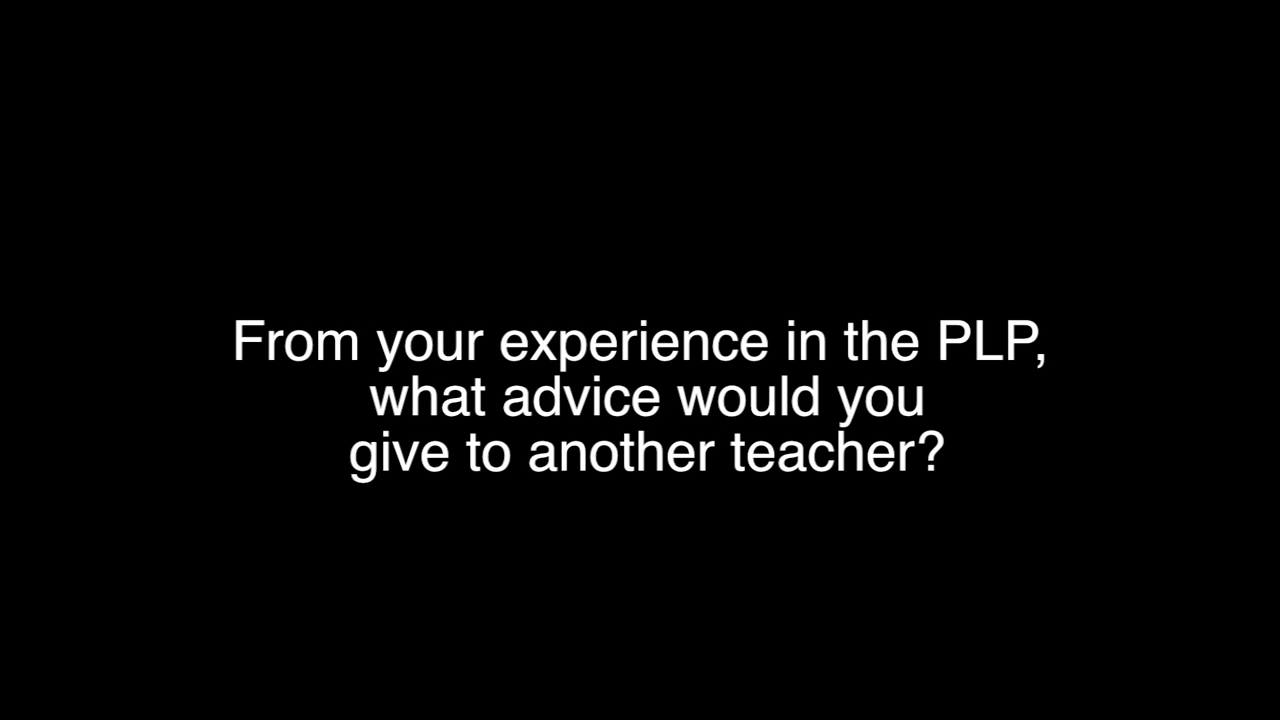 From your experience in the PLP,
what advice would you
give to another teacher?